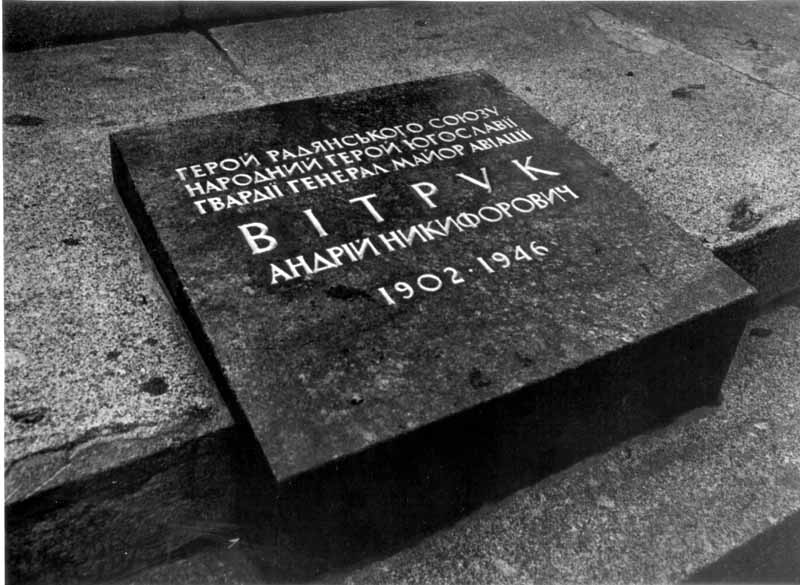 ГЕРОЙ РАДЯНСЬКОГО СОЮЗУ
НАРОДНИЙ ГЕРОЙ ЮГОСЛАВІЇ
ГВАРДІЇ ГЕНЕРАЛ МАЙОР АВІАЦІЇ
ВІТРУК
АНДРІЙ НИКИФОРОВИЧ
1902 · 1946